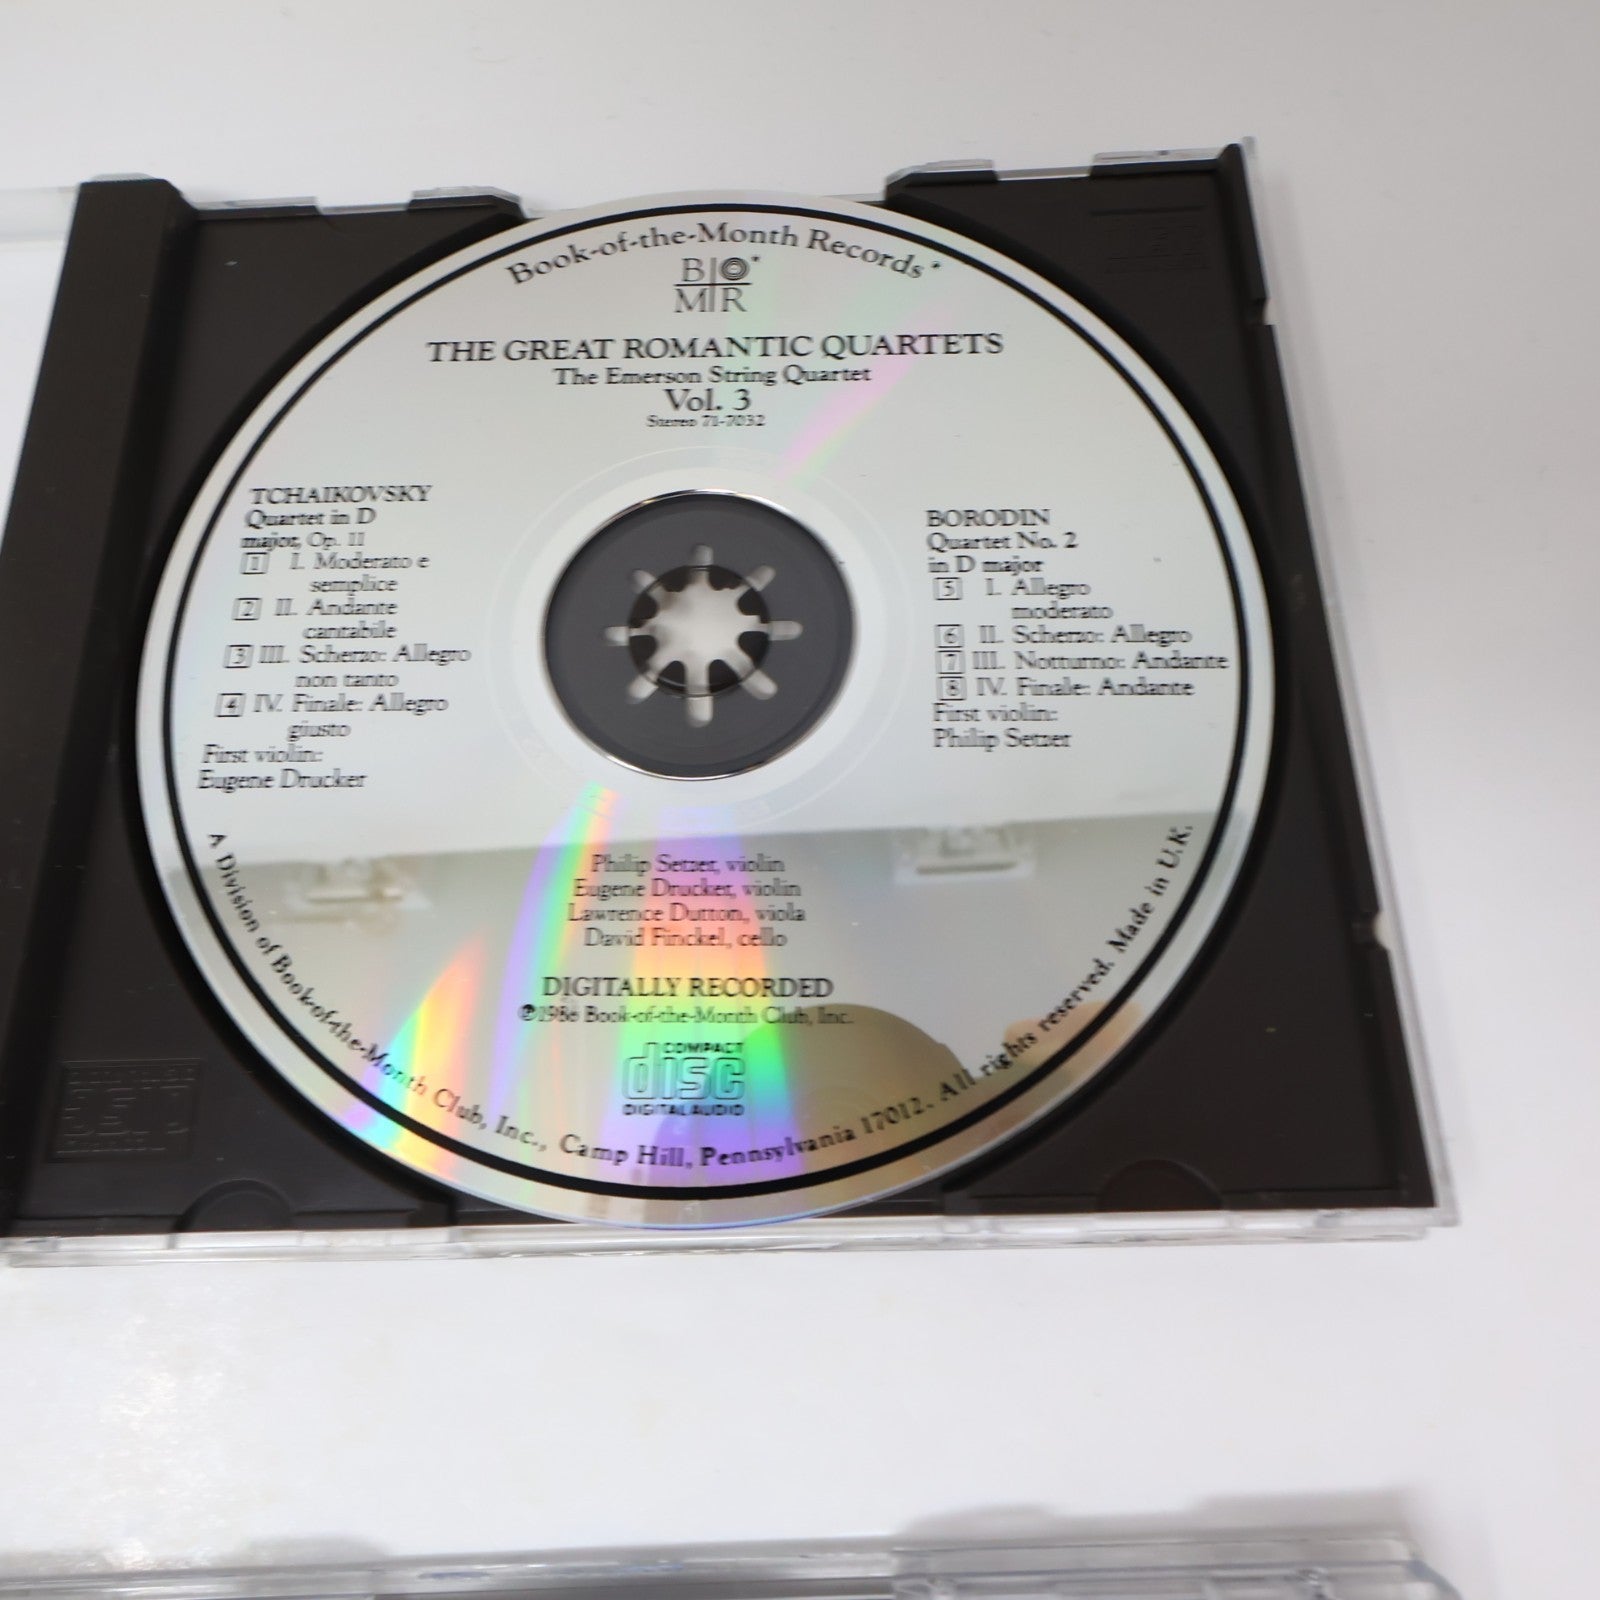 Book-of-the-Month Records*
B O*
M R
THE GREAT ROMANTIC QUARTETS
The Emerson String Quartet
Vol. 3
Stereo 71-7032
TCHAIKOVSKY
Quartet in D
major, Op. 11
1 I. Moderato e
semplice
2 II. Andante
cantabile
3 III. Scherzo: Allegro
non tanto
4 IV. Finale: Allegro
giusto
First violin:
Eugene Drucker
BORODIN
Quartet No. 2
in D major
5 I. Allegro
moderato
6 II. Scherzo: Allegro
7 III. Notturno: Andante
8 IV. Finale: Andante
First violin:
Philip Setzer
Philip Setzer, violin
Eugene Drucker, violin
Lawrence Dutton, viola
David Finckel, cello
DIGITALLY RECORDED
℗1986 Book-of-the-Month Club, Inc.
COMPACT
disc
DIGITAL AUDIO
A Division of Book-of-the-Month Club, Inc., Camp Hill, Pennsylvania 17012. All rights reserved. Made in U.K.